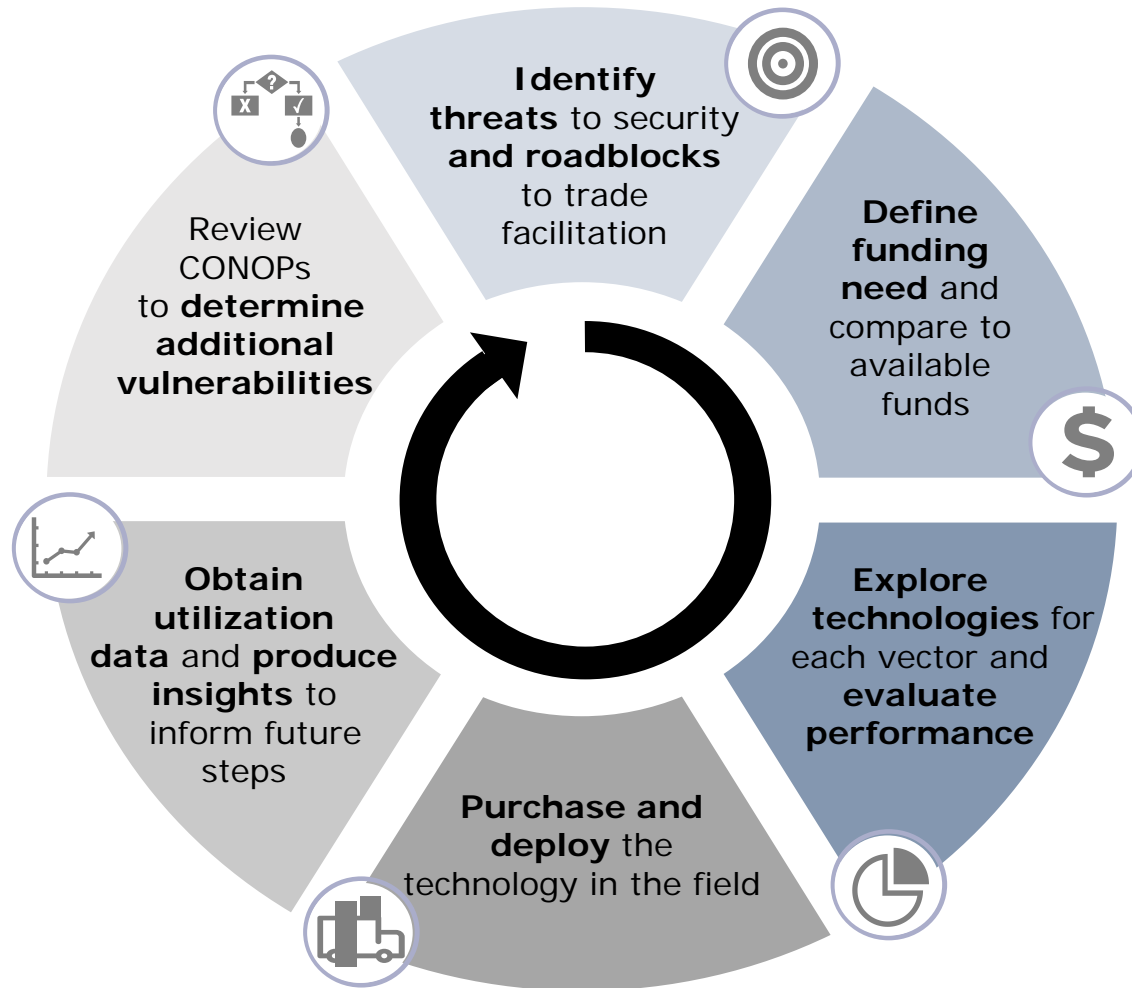 Identify
threats to security
and roadblocks
to trade
facilitation
Define
funding
need and
compare to
available
funds
$
Explore
technologies for
each vector and
evaluate
performance
Purchase and
deploy the
technology in the field
Obtain
utilization
data and produce
insights to
inform future
steps
Review
CONOPs
to determine
additional
vulnerabilities
?
X ✓